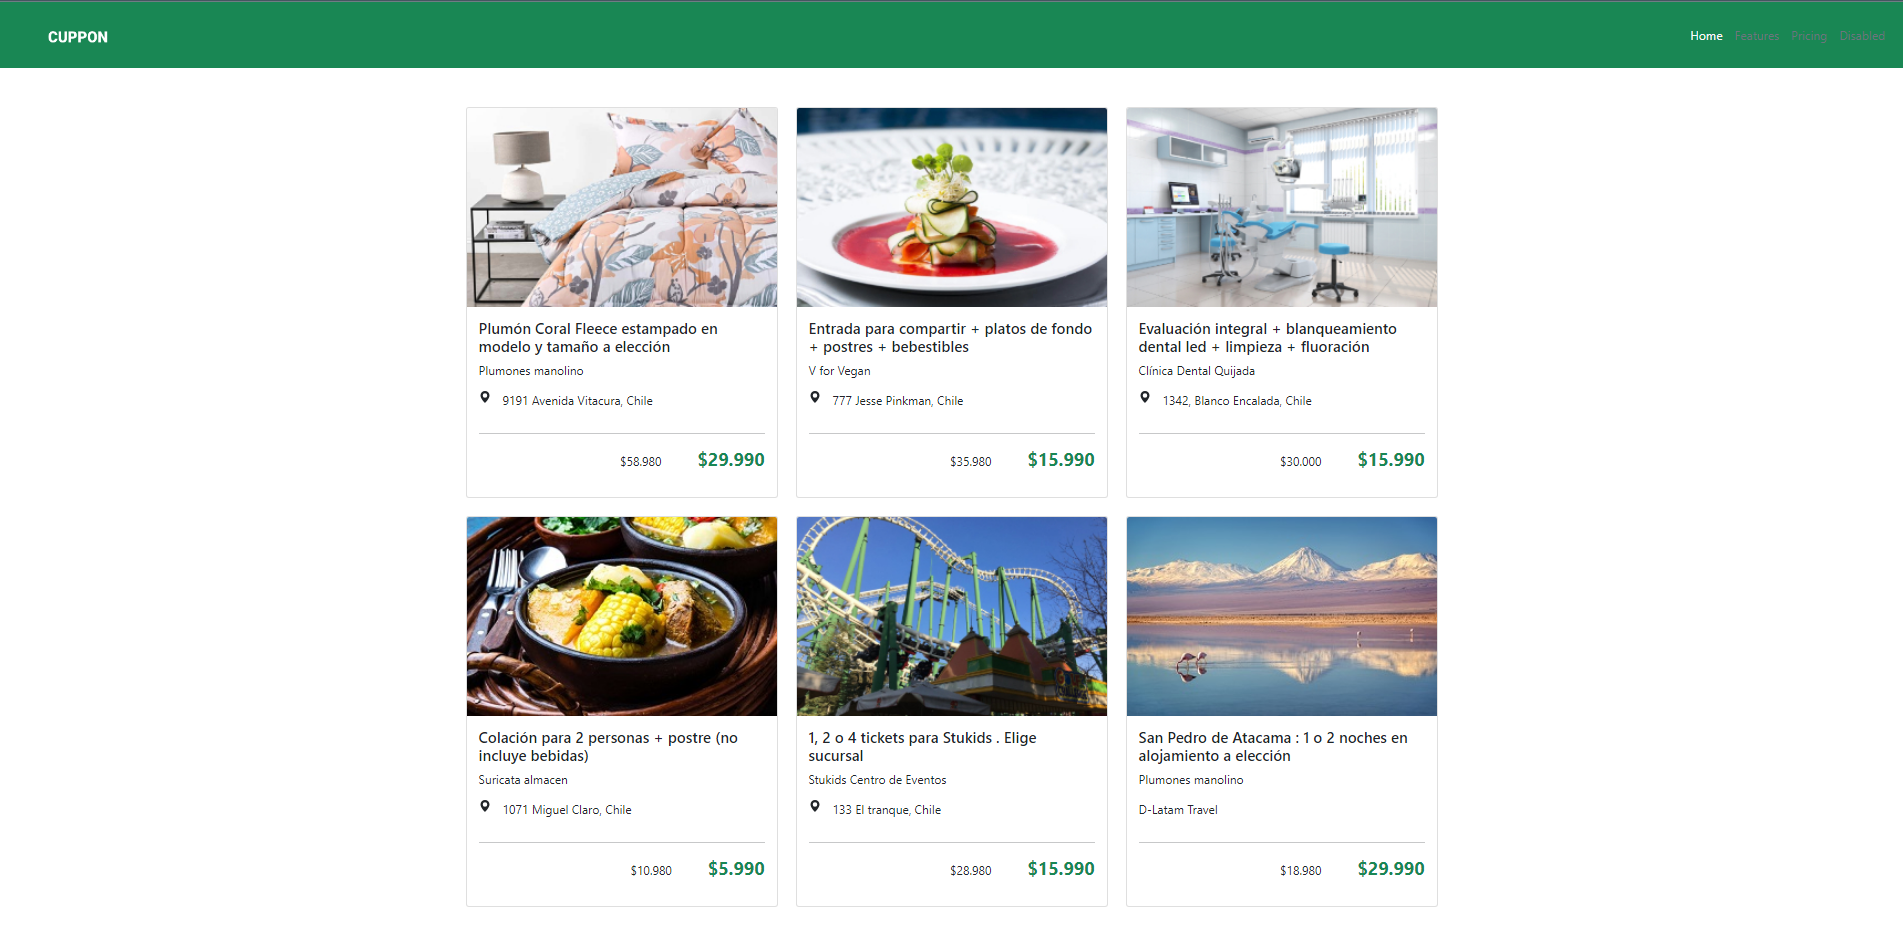 CUPPON
Home Features Pricing Disabled
Plumón Coral Fleece estampado en
modelo y tamaño a elección
Plumones manolino
9191 Avenida Vitacura, Chile
$58.980 $29.990
Entrada para compartir + platos de fondo
+ postres + bebestibles
V for Vegan
777 Jesse Pinkman, Chile
$35.980 $15.990
Evaluación integral + blanqueamiento
dental led + limpieza + fluoración
Clínica Dental Quijada
1342, Blanco Encalada, Chile
$30.000 $15.990
Colación para 2 personas + postre (no
incluye bebidas)
Suricata almacen
1071 Miguel Claro, Chile
$10.980 $5.990
1, 2 o 4 tickets para Stukids . Elige
sucursal
Stukids Centro de Eventos
133 El tranque, Chile
$28.980 $15.990
San Pedro de Atacama : 1 o 2 noches en
alojamiento a elección
Plumones manolino
D-Latam Travel
$18.980 $29.990